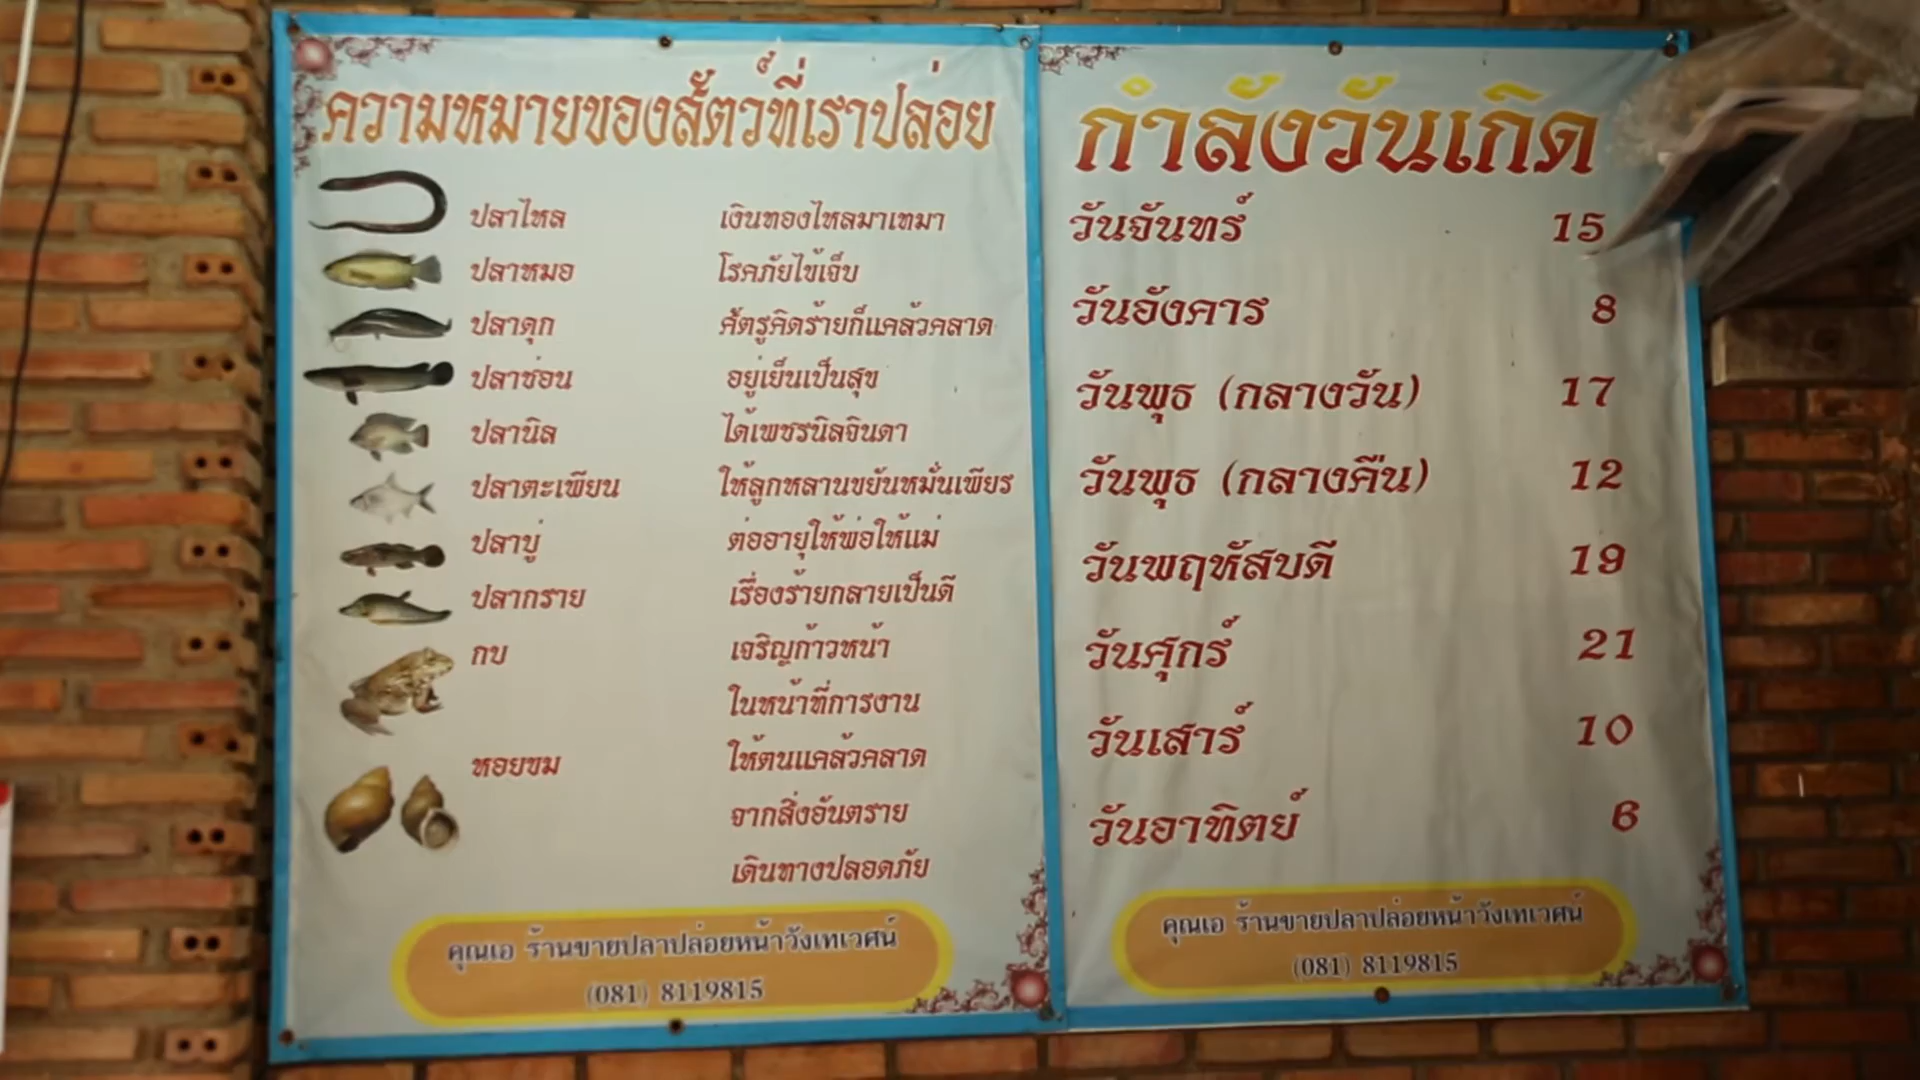 ความหมายของสัตว์ที่เราปล่อย
ปลาไหล เงินทองไหลมาเทมา
ปลาหมอ โรคภัยไข้เจ็บ
ปลาดุก ศัตรูคิดร้ายก็แคล้วคลาด
ปลาช่อน อยู่เย็นเป็นสุข
ปลานิล ได้เพชรนิลจินดา
ปลาตะเพียน ให้ลูกหลานขยันหมั่นเพียร
ปลาบู่ ต่ออายุให้พ่อให้แม่
ปลากราย เรื่องร้ายกลายเป็นดี
กบ เจริญก้าวหน้า
ในหน้าที่การงาน
หอยขม ให้ตนแคล้วคลาด
จากสิ่งอันตราย
เดินทางปลอดภัย
คุณเอ ร้านขายปลาปล่อยหน้าวังเทเวศน์
(081) 8119815
กำลังวันเกิด
วันจันทร์ 15
วันอังคาร 8
วันพุธ (กลางวัน) 17
วันพุธ (กลางคืน) 12
วันพฤหัสบดี 19
วันศุกร์ 21
วันเสาร์ 10
วันอาทิตย์ 6
คุณเอ ร้านขายปลาปล่อยหน้าวังเทเวศน์
(081) 8119815